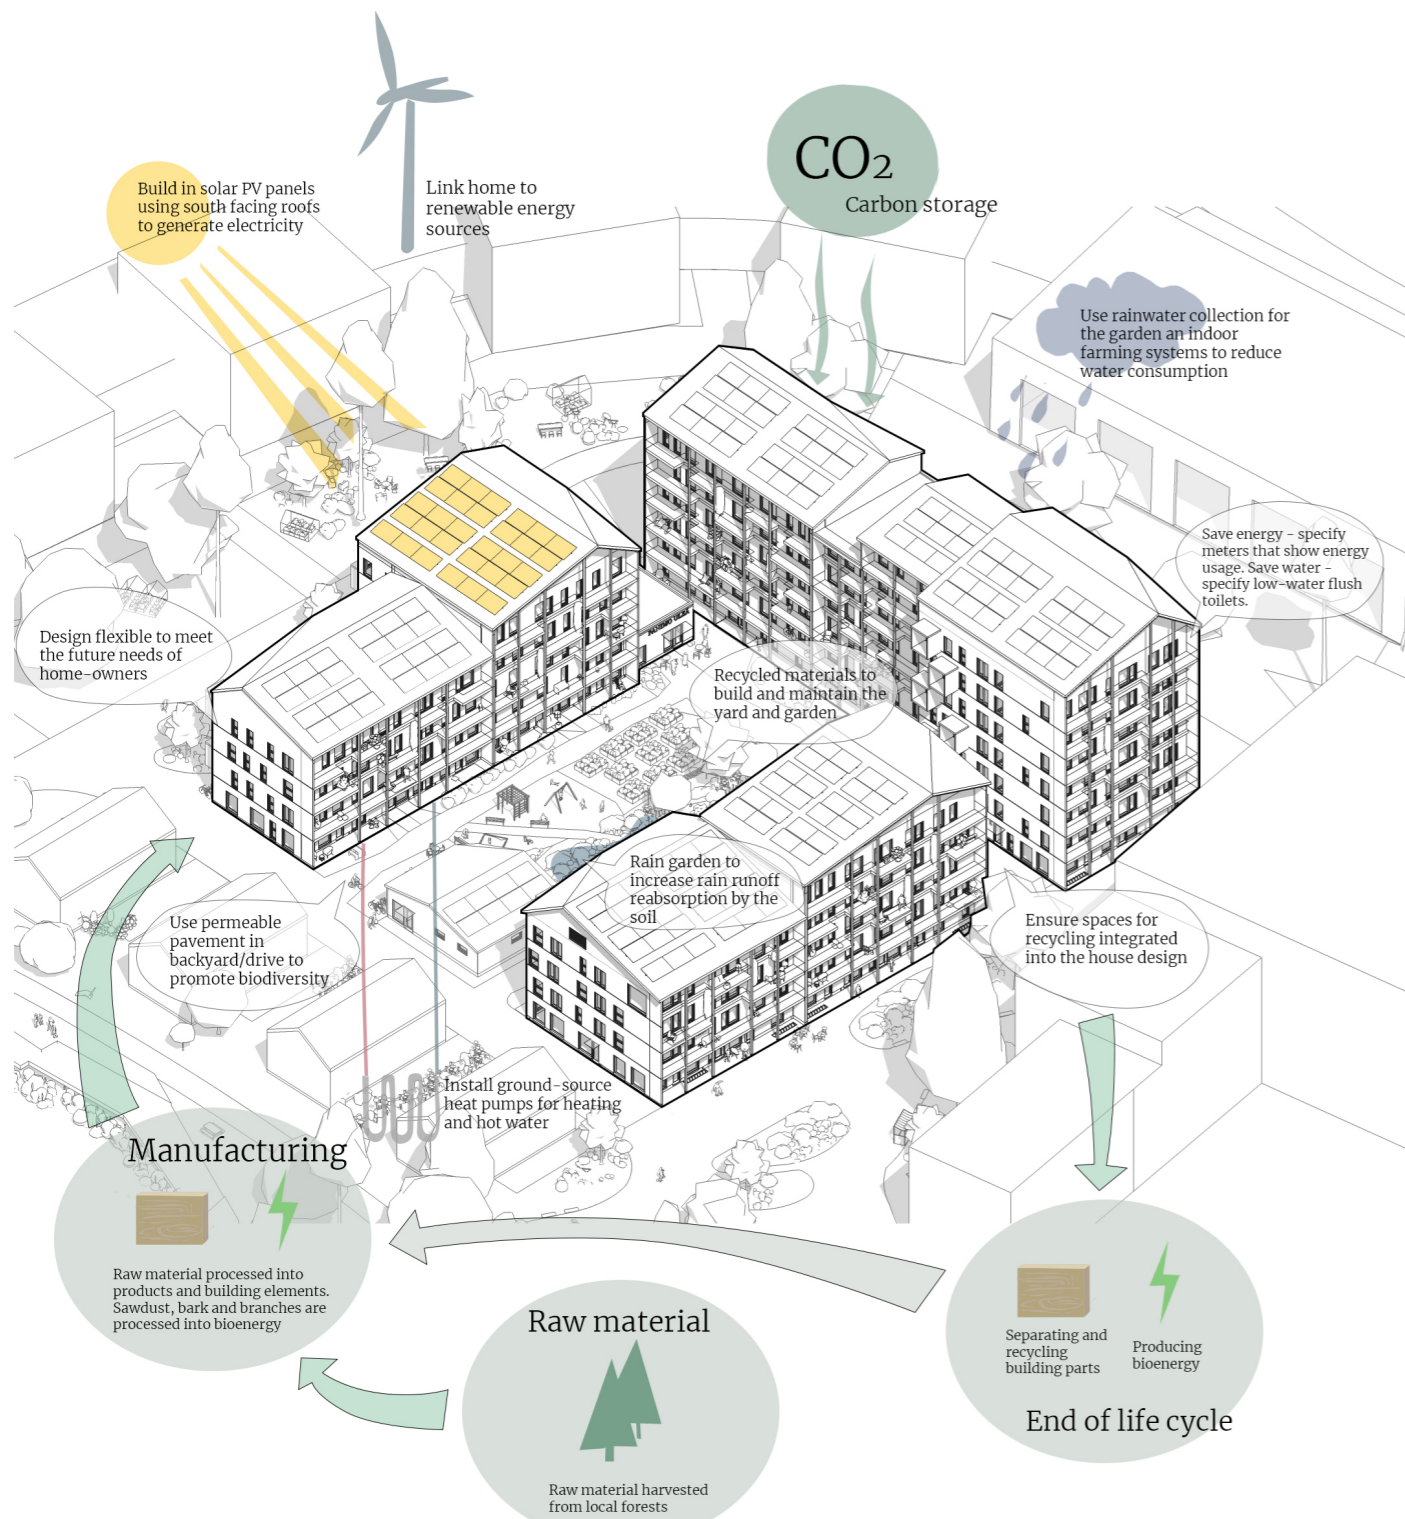 CO2
Carbon storage
Build in solar PV panels
using south facing roofs
to generate electricity
Link home to
renewable energy
sources
Use rainwater collection for
the garden an indoor
farming systems to reduce
water consumption
Save energy - specify
meters that show energy
usage. Save water -
specify low-water flush
toilets.
Design flexible to meet
the future needs of
home-owners
Recycled materials to
build and maintain the
yard and garden
Rain garden to
increase rain runoff
reabsorption by the
soil
Use permeable
pavement in
backyard/drive to
promote biodiversity
Ensure spaces for
recycling integrated
into the house design
Install ground-source
heat pumps for heating
and hot water
Manufacturing
Raw material processed into
products and building elements.
Sawdust, bark and branches are
processed into bioenergy
Raw material
Raw material harvested
from local forests
Separating and
recycling
building parts
Producing
bioenergy
End of life cycle